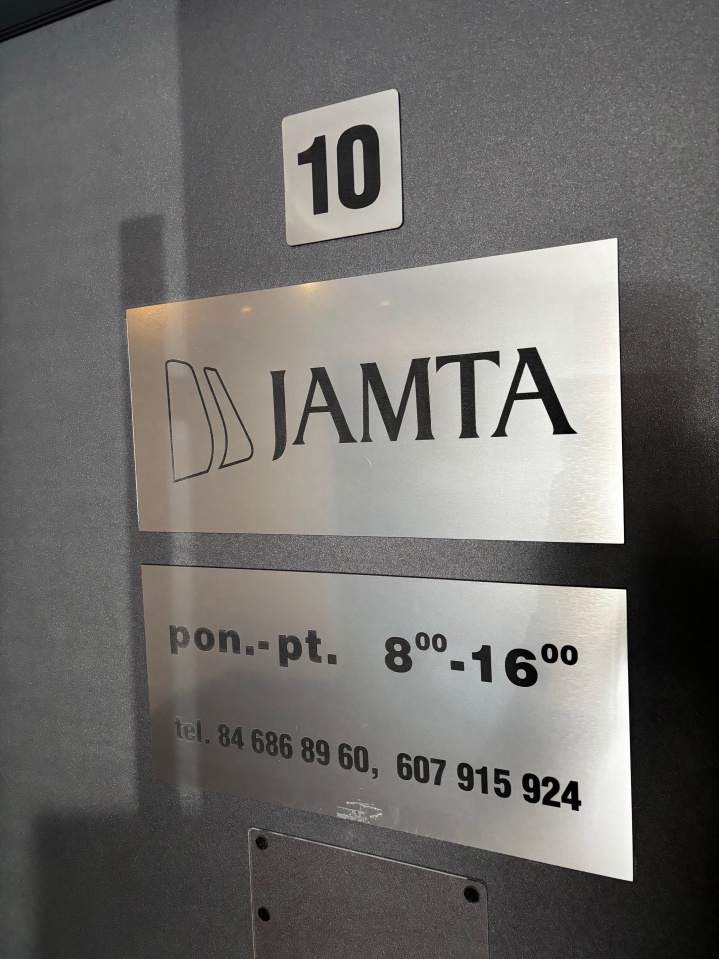 10
JAMTA
pon.-pt. 8⁰⁰-16⁰⁰
tel. 84 686 89 60, 607 915 924